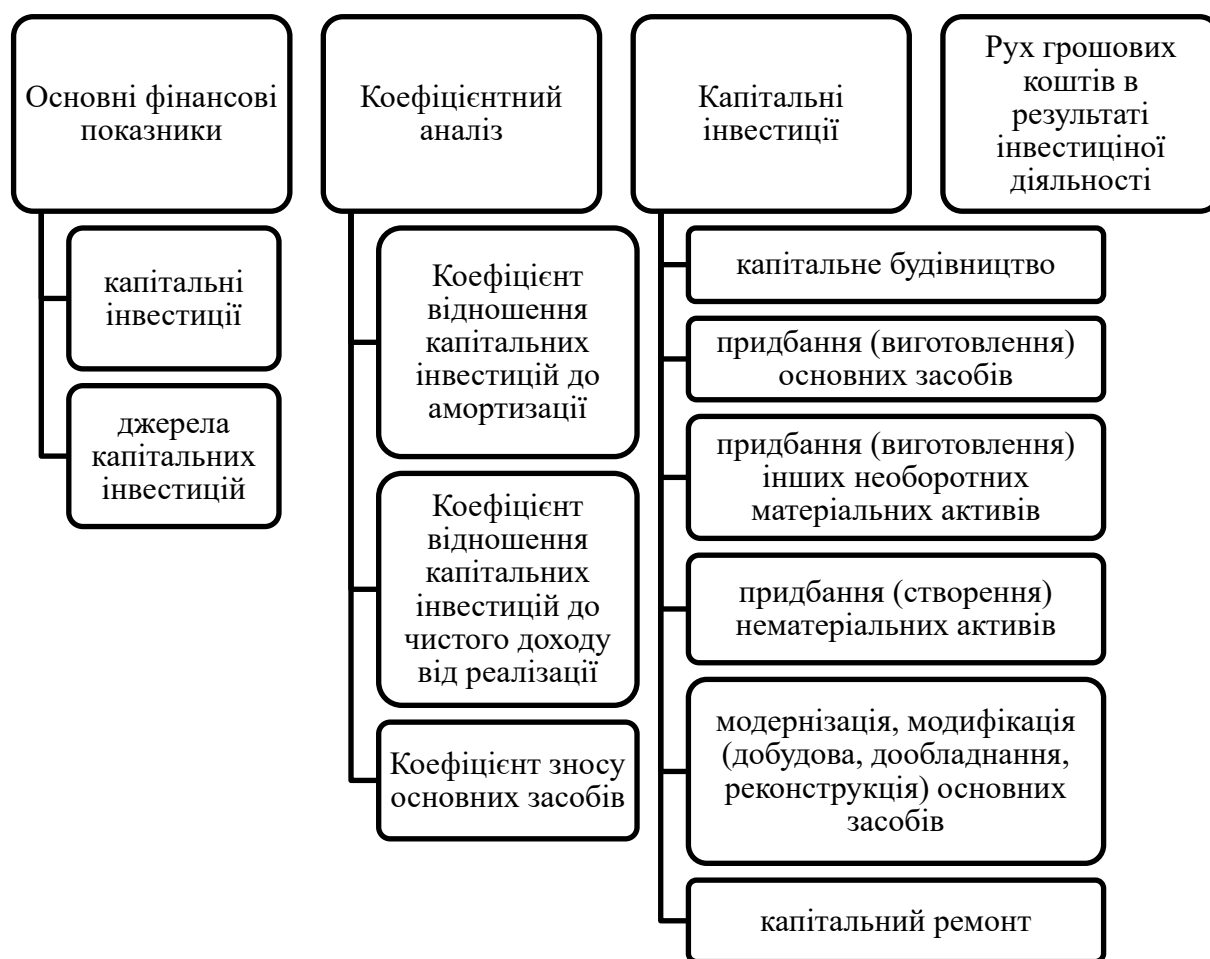 Основні фінансові
показники
капітальні
інвестиції
джерела
капітальних
інвестицій
Коефіцієнтний
аналіз
Коефіцієнт
відношення
капітальних
інвестицій до
амортизації
Коефіцієнт
відношення
капітальних
інвестицій до
чистого доходу
від реалізації
Коефіцієнт зносу
основних засобів
Капітальні
інвестиції
капітальне будівництво
придбання (виготовлення)
основних засобів
придбання (виготовлення)
інших необоротних
матеріальних активів
придбання (створення)
нематеріальних активів
модернізація, модифікація
(добудова, дообладнання,
реконструкція) основних
засобів
капітальний ремонт
Рух грошових
коштів в
результаті
інвестиціної
діяльності